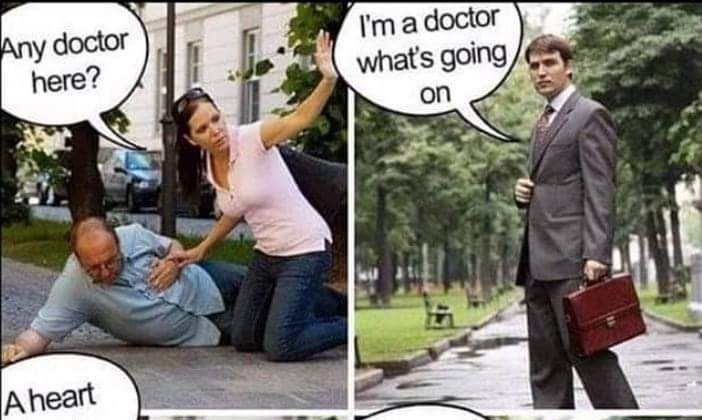 Any doctor
here?
I'm a doctor
what's going
on
A heart